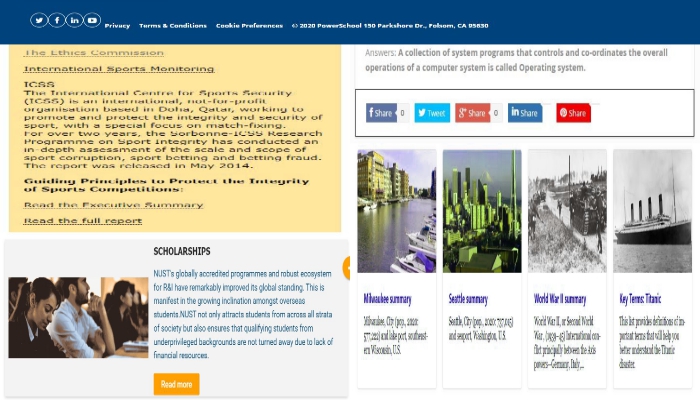 Privacy Terms & Conditions Cookie Preferences © 2020 PowerSchool 150 Parkshore Dr., Folsom, CA 95630
The Ethics Commission
International Sports Monitoring
ICSS
The International Centre for Sports Security
(ICSS) is an international, not-for-profit
organisation based in Doha, Qatar, working to
promote and protect the integrity and security of
sport, with a special focus on match-fixing.
For over two years, the Sorbonne-ICSS Research
Programme on Sport Integrity has conducted an
in-depth assessment of the scale and scope of
sport corruption, sport betting and betting fraud.
The report was released in May 2014.
Guiding Principles to Protect the Integrity
of Sports Competitions:
Read the Executive Summary
Read the full report
SCHOLARSHIPS
NUST's globally accredited programmes and robust ecosystem
for R&I have remarkably improved its global standing. This is
manifest in the growing inclination amongst overseas
students.NUST not only attracts students from across all strata
of society but also ensures that qualifying students from
underprivileged backgrounds are not turned away due to lack of
financial resources.
Read more
Answers: A collection of system programs that controls and co-ordinates the overall
operations of a computer system is called Operating system.
Share 0 Tweet Share 0 Share Share
Milwaukee summary
Milwaukee, City (pop., 2020:
577,222) and lake port, southeast-
ern Wisconsin, U.S.
Seattle summary
Seattle, City (pop., 2020: 737,015)
and seaport, Washington, U.S.
World War II summary
World War II, or Second World
War, (1939–45) International con-
flict principally between the Axis
powers—Germany, Italy,...
Key Terms: Titanic
This list provides definitions of im-
portant terms that will help you
better understand the Titanic
disaster.